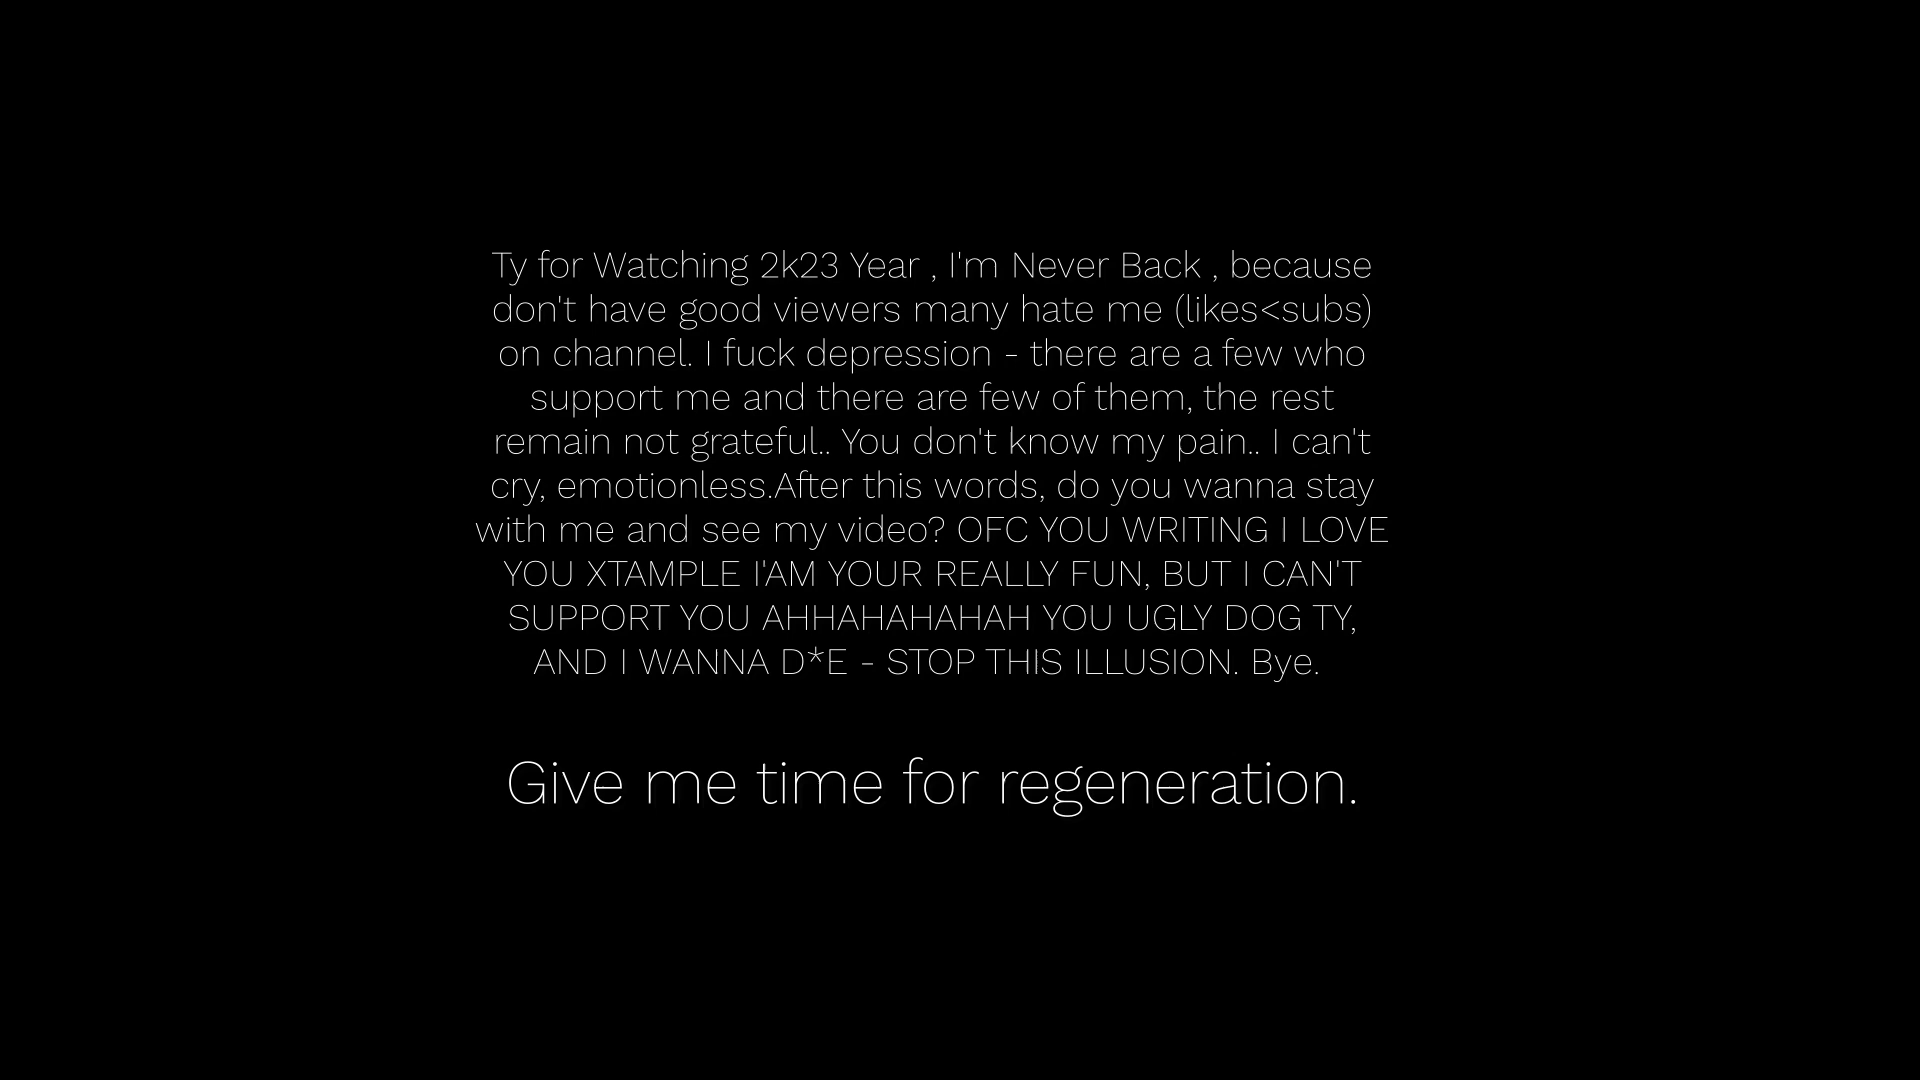 Ty for Watching 2k23 Year , I'm Never Back , because
don't have good viewers many hate me (likes<subs)
on channel. I fuck depression - there are a few who
support me and there are few of them, the rest
remain not grateful.. You don't know my pain.. I can't
cry, emotionless.After this words, do you wanna stay
with me and see my video? OFC YOU WRITING I LOVE
YOU XTAMPLE I'AM YOUR REALLY FUN, BUT I CAN'T
SUPPORT YOU AHHAHAHAHAH YOU UGLY DOG TY,
AND I WANNA D*E - STOP THIS ILLUSION. Bye.
Give me time for regeneration.